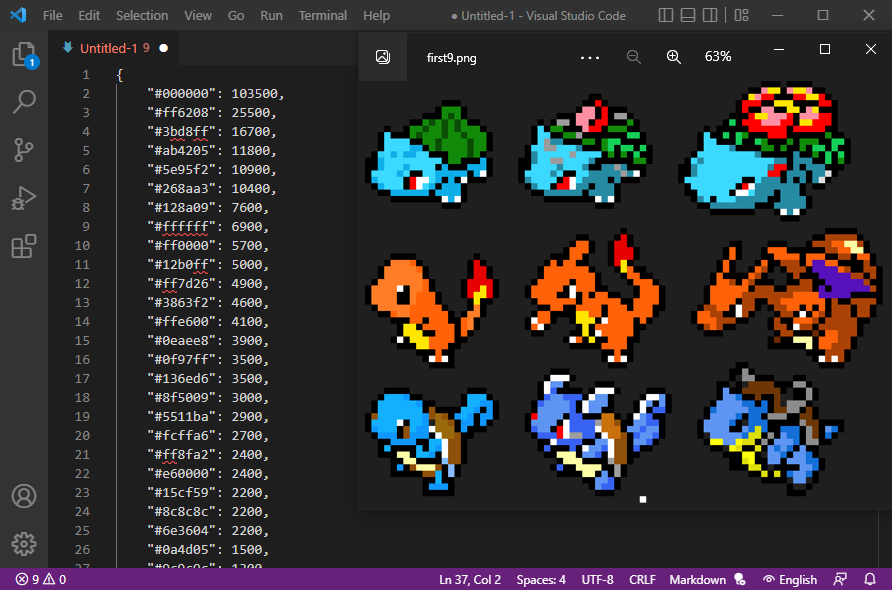 File Edit Selection View Go Run Terminal Help
● Untitled-1 - Visual Studio Code
Untitled-1 9 ●
first9.png
... 63%
1
1 {
2 "#000000": 103500,
3 "#ff6208": 25500,
4 "#3bd8ff": 16700,
5 "#ab4205": 11800,
6 "#5e95f2": 10900,
7 "#268aa3": 10400,
8 "#128a09": 7600,
9 "#ffffff": 6900,
10 "#ff0000": 5700,
11 "#12b0ff": 5000,
12 "#ff7d26": 4900,
13 "#3863f2": 4600,
14 "#ffe600": 4100,
15 "#0eaee8": 3900,
16 "#0f97ff": 3500,
17 "#136ed6": 3500,
18 "#8f5009": 3000,
19 "#5511ba": 2900,
20 "#fcffa6": 2700,
21 "#ff8fa2": 2400,
22 "#e60000": 2400,
23 "#15cf59": 2200,
24 "#8c8c8c": 2200,
25 "#6e3604": 2200,
26 "#0a4d05": 1500,
9 0 Ln 37, Col 2 Spaces: 4 UTF-8 CRLF Markdown English